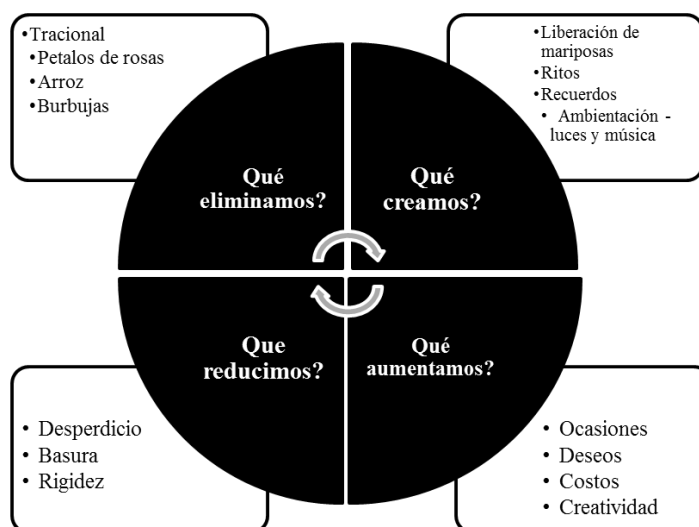 •Tracional
•Petalos de rosas
•Arroz
•Burbujas
•Liberación de
mariposas
•Ritos
•Recuerdos
• Ambientación -
luces y música
Qué
eliminamos?
Qué
creamos?
Que
reducimos?
Qué
aumentamos?
• Desperdicio
• Basura
• Rigidez
• Ocasiones
• Deseos
• Costos
• Creatividad